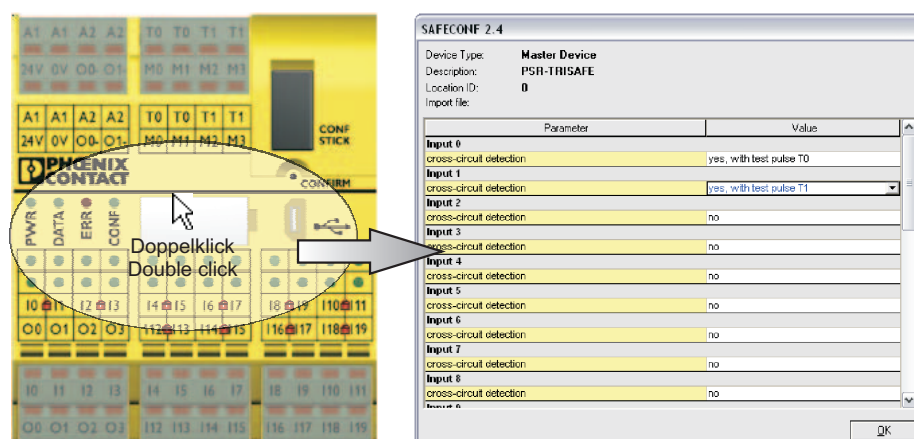 A1 A1 A2 A2 T0 T0 T1 T1
24V 0V O0- O1- M0 M1 M2 M3
A1 A1 A2 A2 T0 T0 T1 T1
24V 0V O0- O1- M0 M1 M2 M3
CONF
STICK
PHŒNIX
CONTACT
CONFIRM
PWR
DATA
ERR
CONF
Doppelklick
Double click
I0 I1 I2 I3 I4 I5 I6 I7 I8 I9 I10 I11
O0 O1 O2 O3 I12 I13 I14 I15 I16 I17 I18 I19
I0 I1 I2 I3 I4 I5 I6 I7 I8 I9 I10 I11
O0 O1 O2 O3 I12 I13 I14 I15 I16 I17 I18 I19
SAFECONF 2.4
Device Type: Master Device
Description: PSR-TRISAFE
Location ID: 0
Import file:
Parameter Value
Input 0
cross-circuit detection yes, with test pulse T0
Input 1
cross-circuit detection yes, with test pulse T1
Input 2
cross-circuit detection no
Input 3
cross-circuit detection no
Input 4
cross-circuit detection no
Input 5
cross-circuit detection no
Input 6
cross-circuit detection no
Input 7
cross-circuit detection no
Input 8
cross-circuit detection no
OK